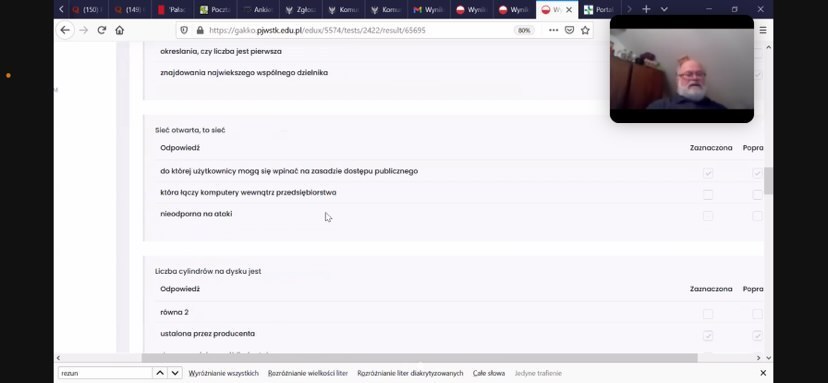 (150)
(149)
"Pałac
Poczta
Ankie
Zgłos
Komu
Komu
Wynik
Wynik
Wynik
Portal
https://gakko.pjwstk.edu.pl/edux/5574/tests/2422/result/65695
80%
określania, czy liczba jest pierwsza
znajdowania największego wspólnego dzielnika
Sieć otwarta, to sieć
Odpowiedź Zaznaczona Popra
do której użytkownicy mogą się wpinać na zasadzie dostępu publicznego
która łączy komputery wewnątrz przedsiębiorstwa
nieodporna na ataki
Liczba cylindrów na dysku jest
Odpowiedź Zaznaczona Popra
równa 2
ustalona przez producenta
rezun Wyróżnianie wszystkich Rozróżnianie wielkości liter Rozróżnianie liter diakrytyzowanych Całe słowa Jedyne trafienie